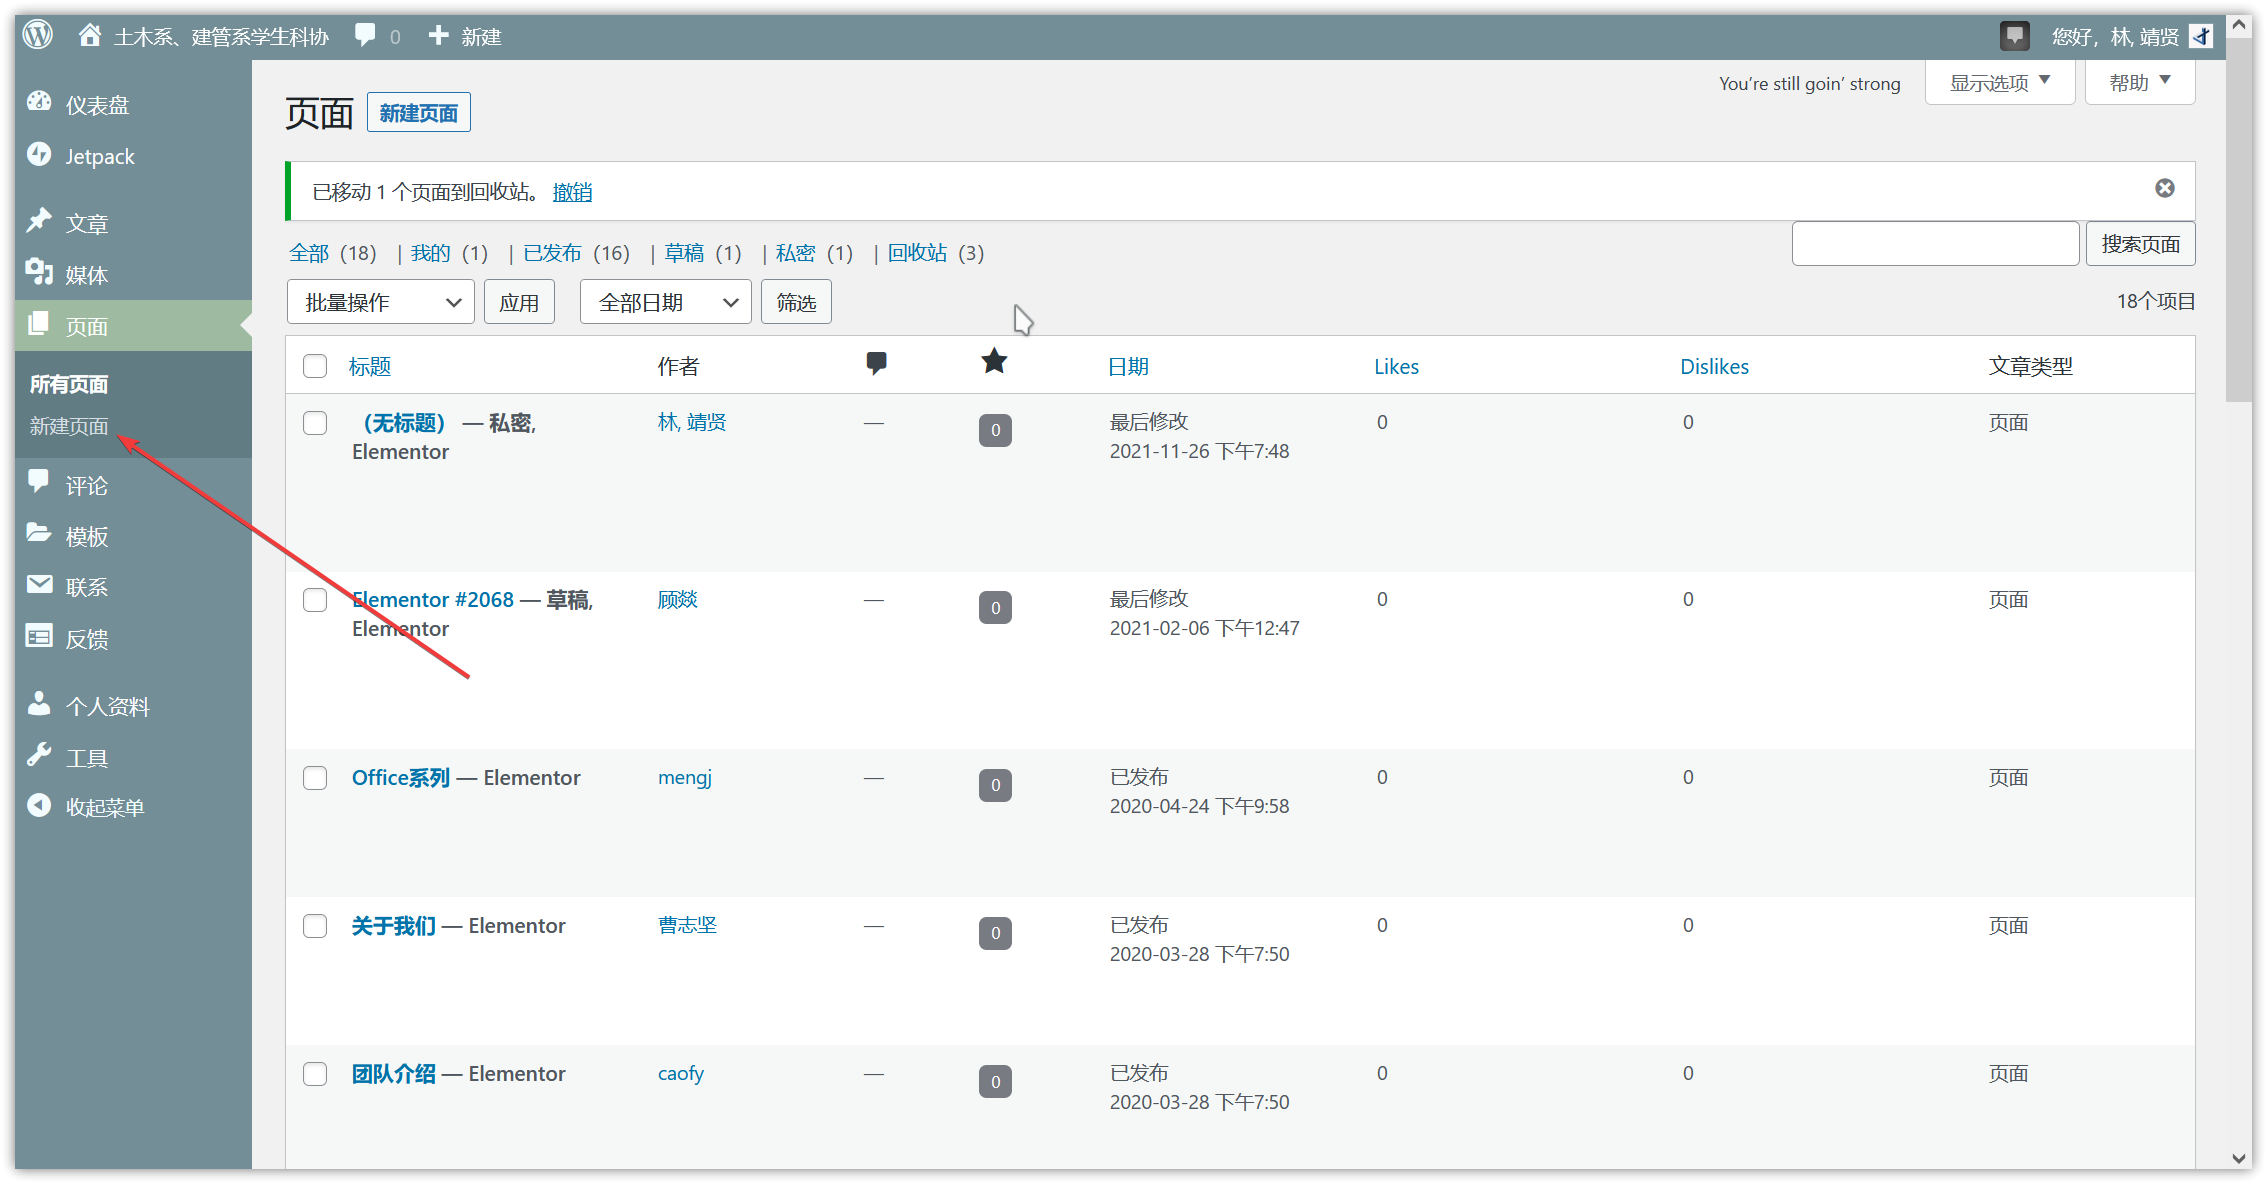 土木系、建管系学生科协 0 新建 您好，林, 靖贤
仪表盘
Jetpack
文章
媒体
页面
所有页面
新建页面
评论
模板
联系
反馈
个人资料
工具
收起菜单
You’re still goin’ strong 显示选项 帮助
页面 新建页面
已移动 1 个页面到回收站。 撤销
全部（18） | 我的（1） | 已发布（16） | 草稿（1） | 私密（1） | 回收站（3）
搜索页面
批量操作 应用 全部日期 筛选
18个项目
标题 作者 日期 Likes Dislikes 文章类型
（无标题） — 私密, 林, 靖贤 — 0 最后修改 0 0 页面
Elementor 2021-11-26 下午7:48
Elementor #2068 — 草稿, 顾燚 — 0 最后修改 0 0 页面
Elementor 2021-02-06 下午12:47
Office系列 — Elementor mengj — 0 已发布 0 0 页面
2020-04-24 下午9:58
关于我们 — Elementor 曹志坚 — 0 已发布 0 0 页面
2020-03-28 下午7:50
团队介绍 — Elementor caofy — 0 已发布 0 0 页面
2020-03-28 下午7:50